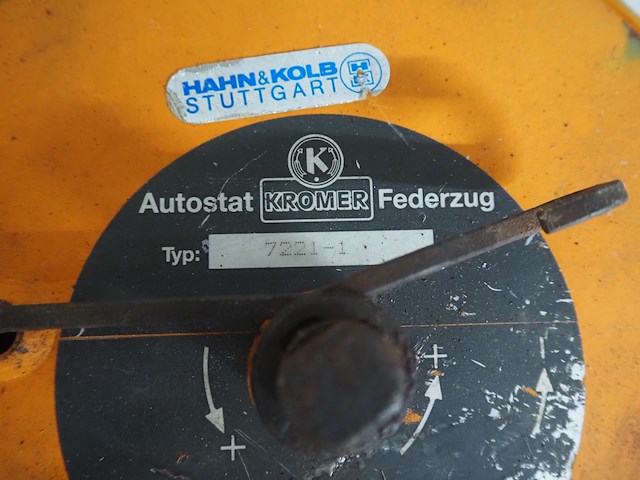 HAHN&KOLB
STUTTGART
K
Autostat KROMER Federzug
Typ: 7221-1
+
+